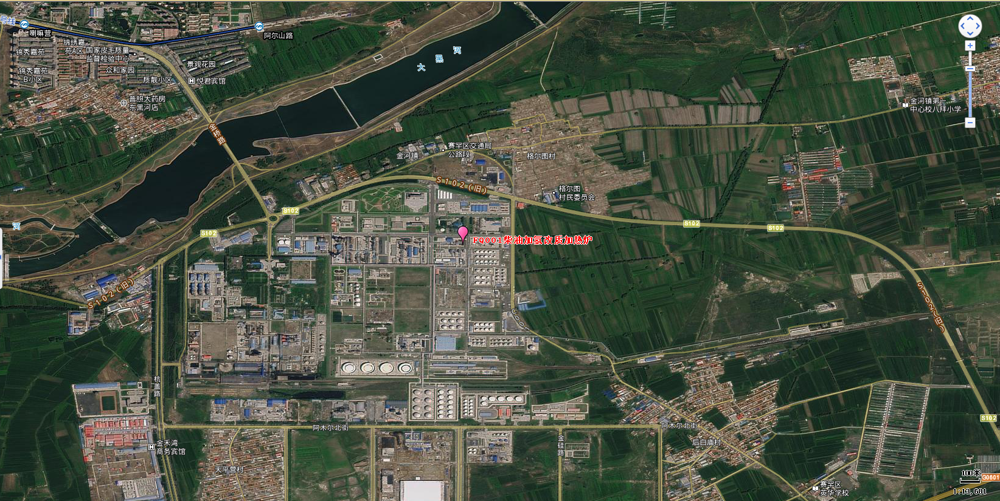 号线
喇嘛营
阿尔山路
锦绣嘉
苑A区
国家皮毛质量
监督检验中心
锦秀嘉苑
景观花园
众和家园
锦秀嘉苑
B小区
质靓小区
悦君宾馆
大黑河
普照大药房
东黑河店
金河镇第一
中心校八拜小学
金桥路
赛罕区交通局
公路段
金河镇
格尔图村
S102(旧)
格尔图
村民委员会
S102
S102
S102
S102
河
FQ001柴油加氢改质加热炉
S102(旧)
S102(旧)
C001
杭盖路
S102
阿木尔北街
阿木尔北街
金硅路
后白庙村
金禾湾
商务宾馆
天平营村
100米
G0601
赛罕区
英华学校
1:13,681